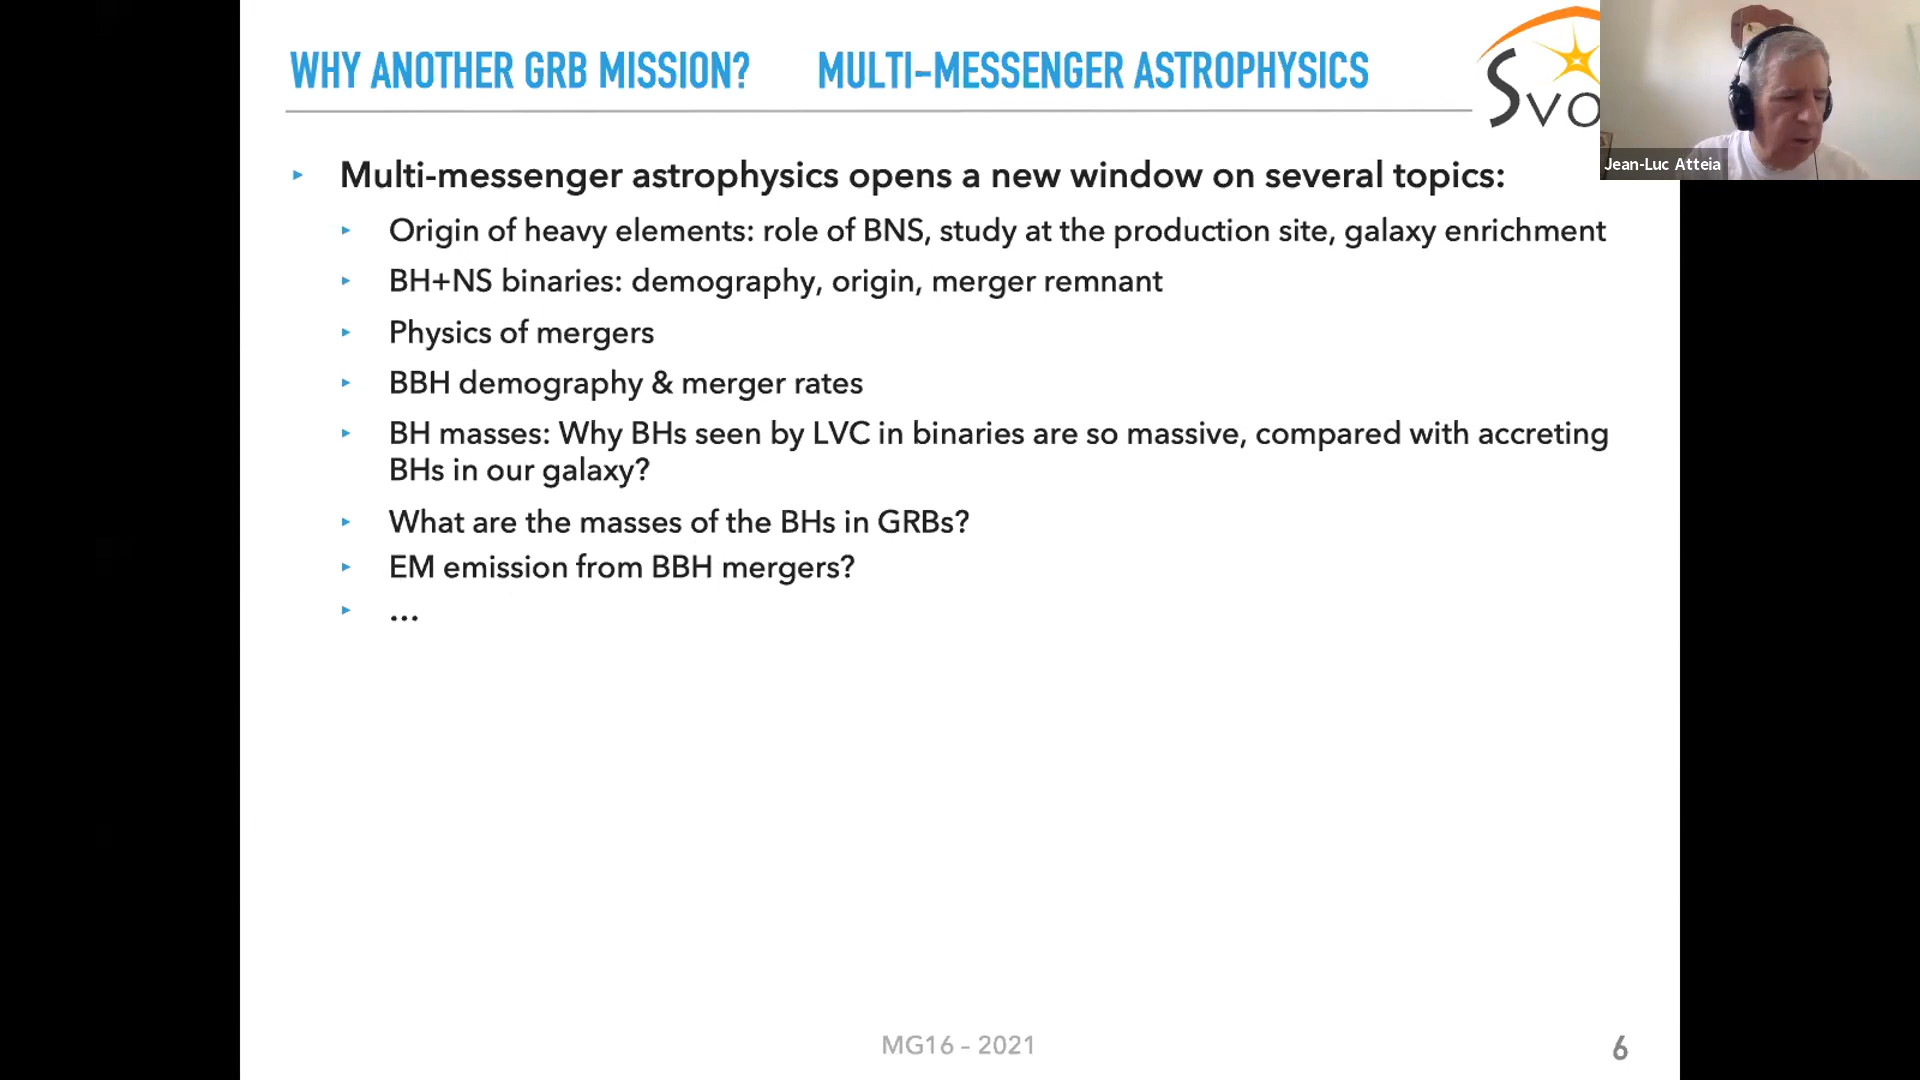 WHY ANOTHER GRB MISSION? MULTI-MESSENGER ASTROPHYSICS
SVO
Jean-Luc Atteia
Multi-messenger astrophysics opens a new window on several topics:
Origin of heavy elements: role of BNS, study at the production site, galaxy enrichment
BH+NS binaries: demography, origin, merger remnant
Physics of mergers
BBH demography & merger rates
BH masses: Why BHs seen by LVC in binaries are so massive, compared with accreting
BHs in our galaxy?
What are the masses of the BHs in GRBs?
EM emission from BBH mergers?
...
MG16 - 2021
6